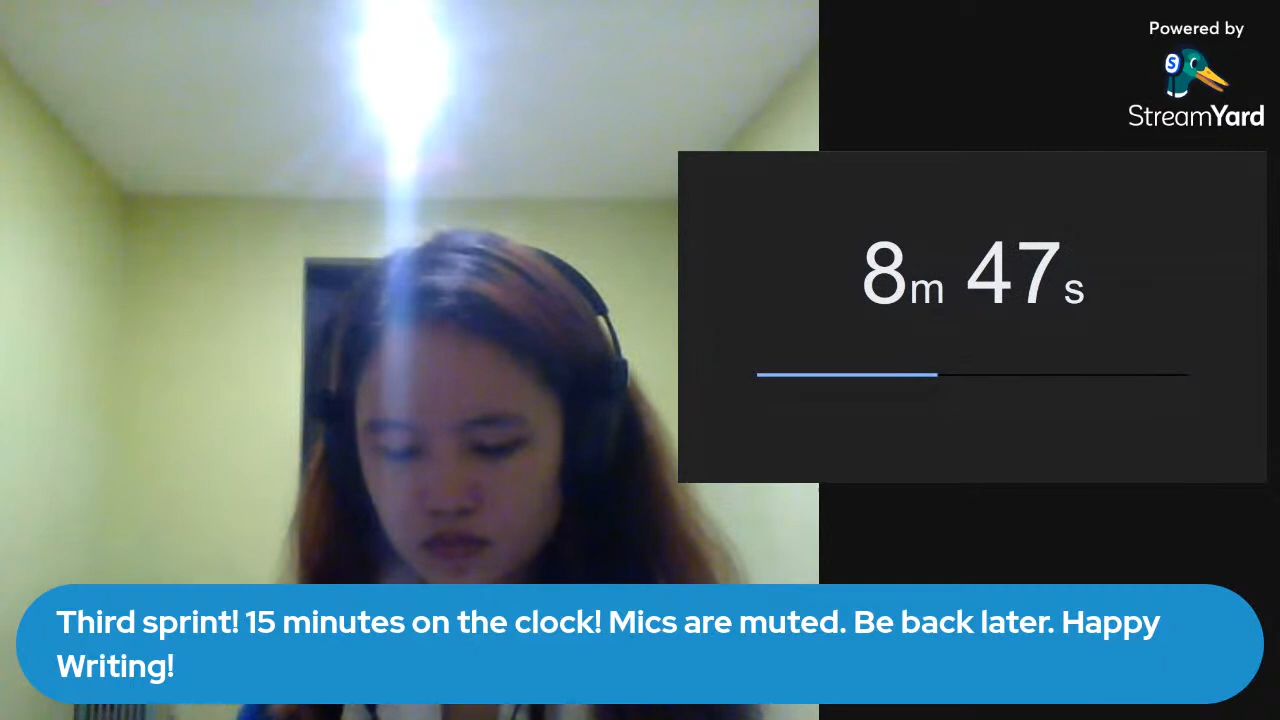 Powered by
S
StreamYard
8m 47s
Third sprint! 15 minutes on the clock! Mics are muted. Be back later. Happy
Writing!